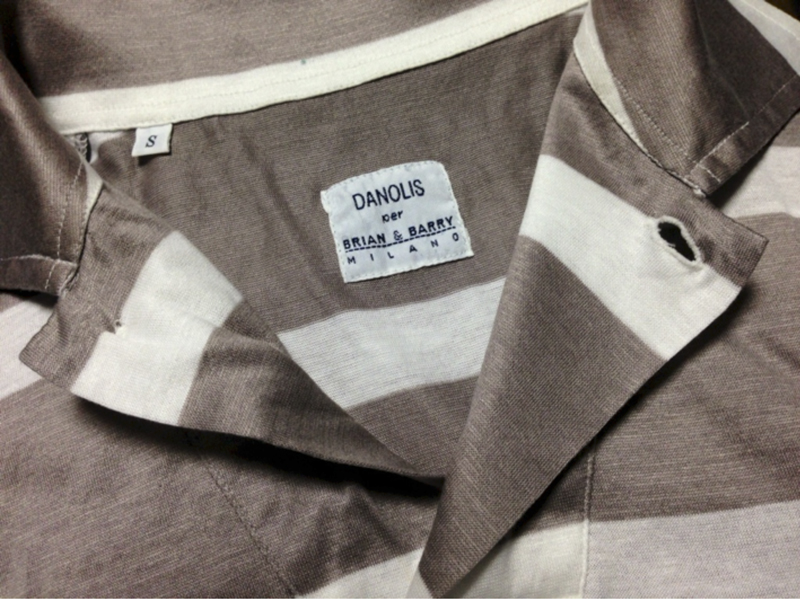 S
DANOLIS
per
BRIAN & BARRY
MILANO